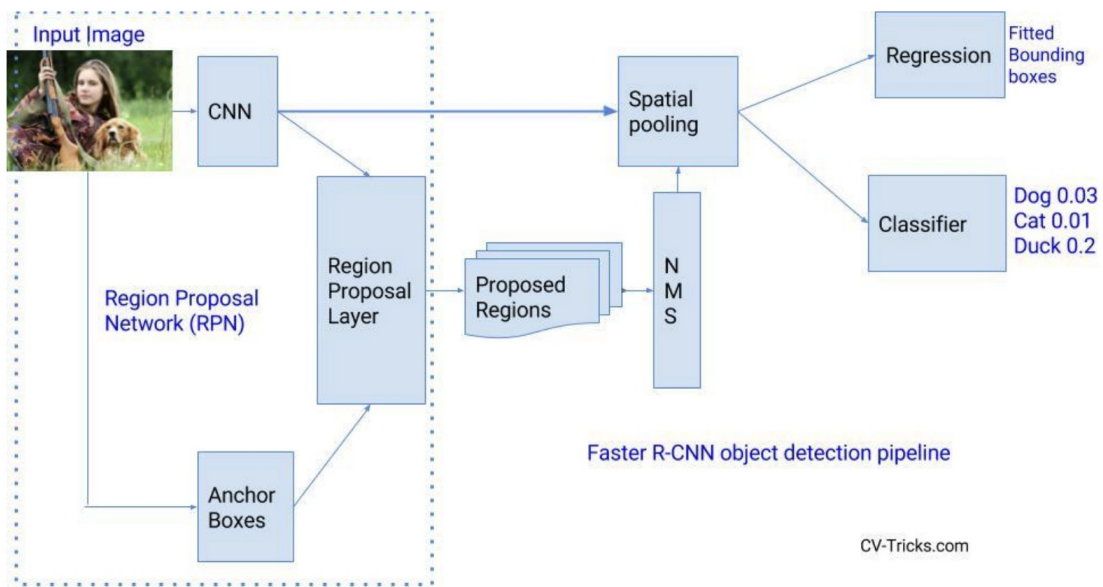 Input Image
CNN
Spatial
pooling
Regression
Fitted
Bounding
boxes
Region
Proposal
Layer
Region Proposal
Network (RPN)
Proposed
Regions
N
M
S
Classifier
Dog 0.03
Cat 0.01
Duck 0.2
Anchor
Boxes
Faster R-CNN object detection pipeline
CV-Tricks.com